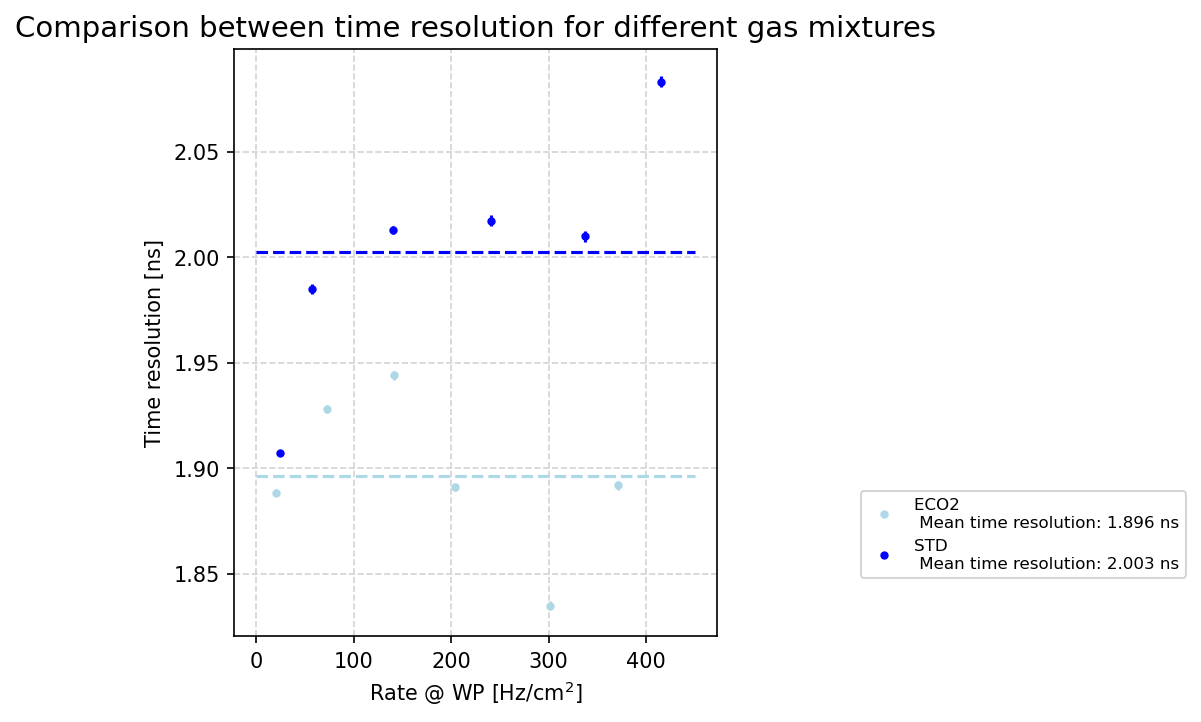 Comparison between time resolution for different gas mixtures
Time resolution [ns]
2.05
2.00
1.95
1.90
1.85
0 100 200 300 400
Rate @ WP [Hz/cm²]
ECO2
Mean time resolution: 1.896 ns
STD
Mean time resolution: 2.003 ns